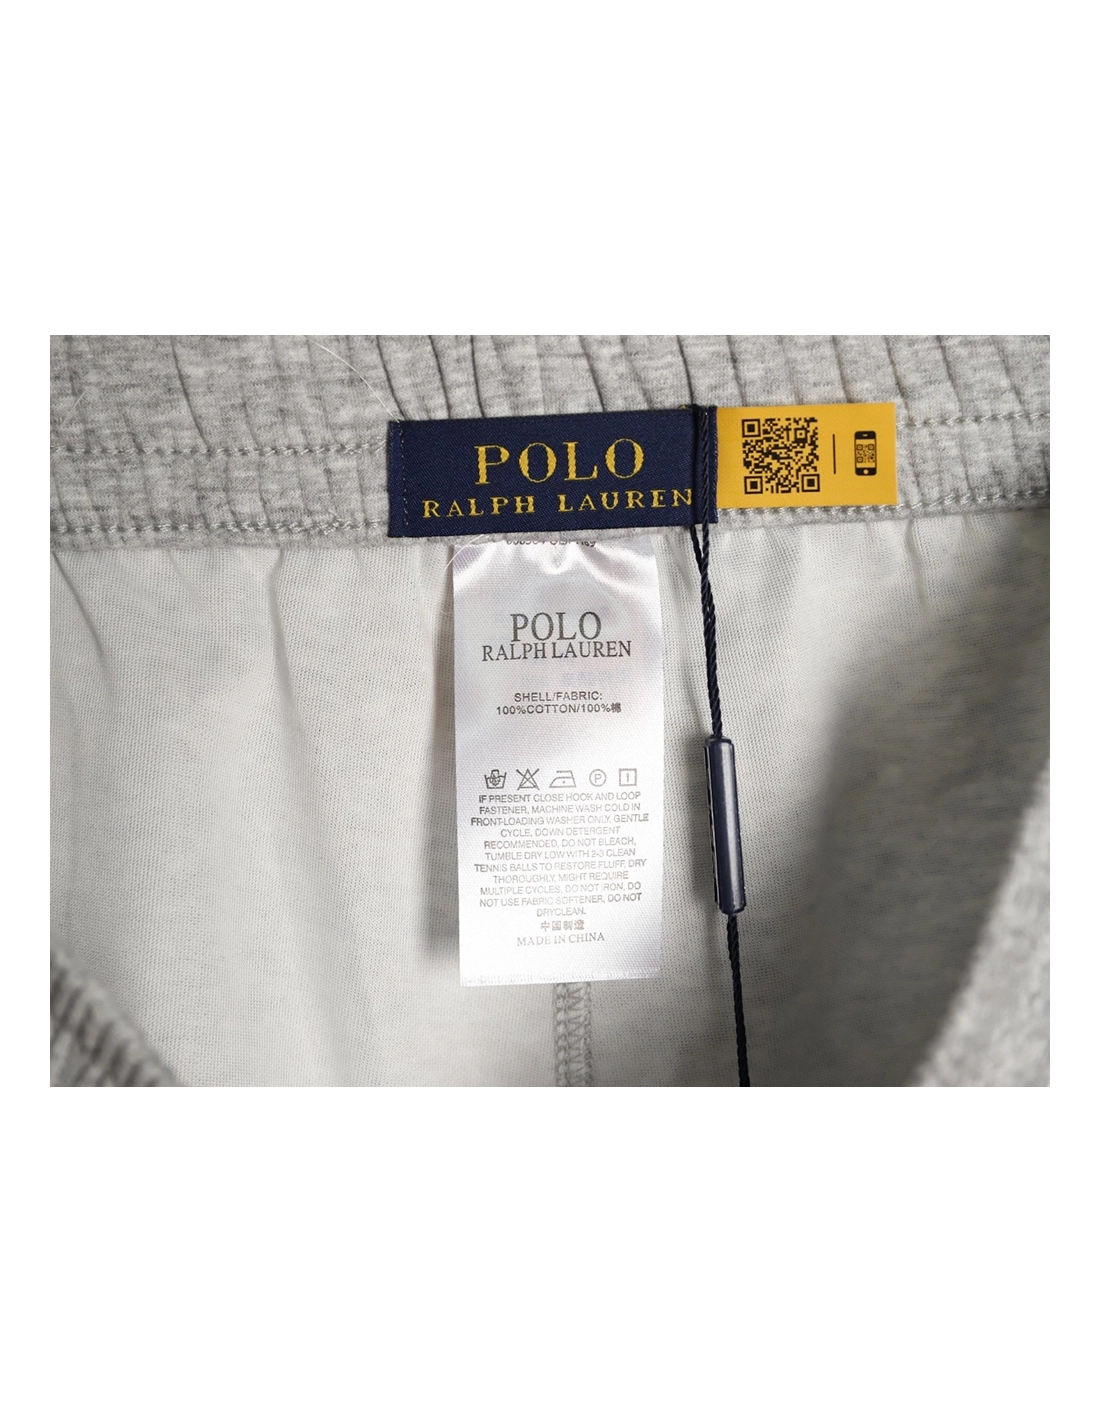 POLO
RALPH LAUREN
POLO
RALPH LAUREN
SHELL/FABRIC:
100%COTTON/100%棉
IF PRESENT CLOSE HOOK AND LOOP
FASTENER, MACHINE WASH COLD IN
FRONT-LOADING WASHER ONLY, GENTLE
CYCLE, DOWN DETERGENT
RECOMMENDED, DO NOT BLEACH,
TUMBLE DRY LOW WITH 2-3 CLEAN
TENNIS BALLS TO RESTORE FLUFF, DRY
THOROUGHLY, MIGHT REQUIRE
MULTIPLE CYCLES, DO NOT IRON, DO
NOT USE FABRIC SOFTENER, DO NOT
DRYCLEAN.
中国制造
MADE IN CHINA